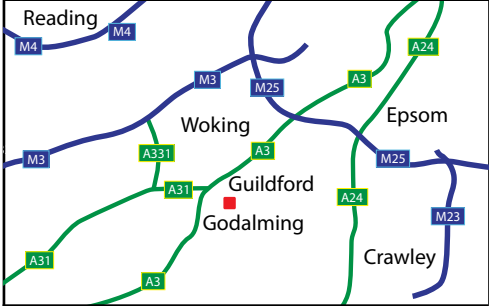 Reading
M4
M4
A24
M3
A3
M25
Epsom
Woking
A3
M3
A331
M25
A31
Guildford
A24
Godalming
M23
A31
Crawley
A3